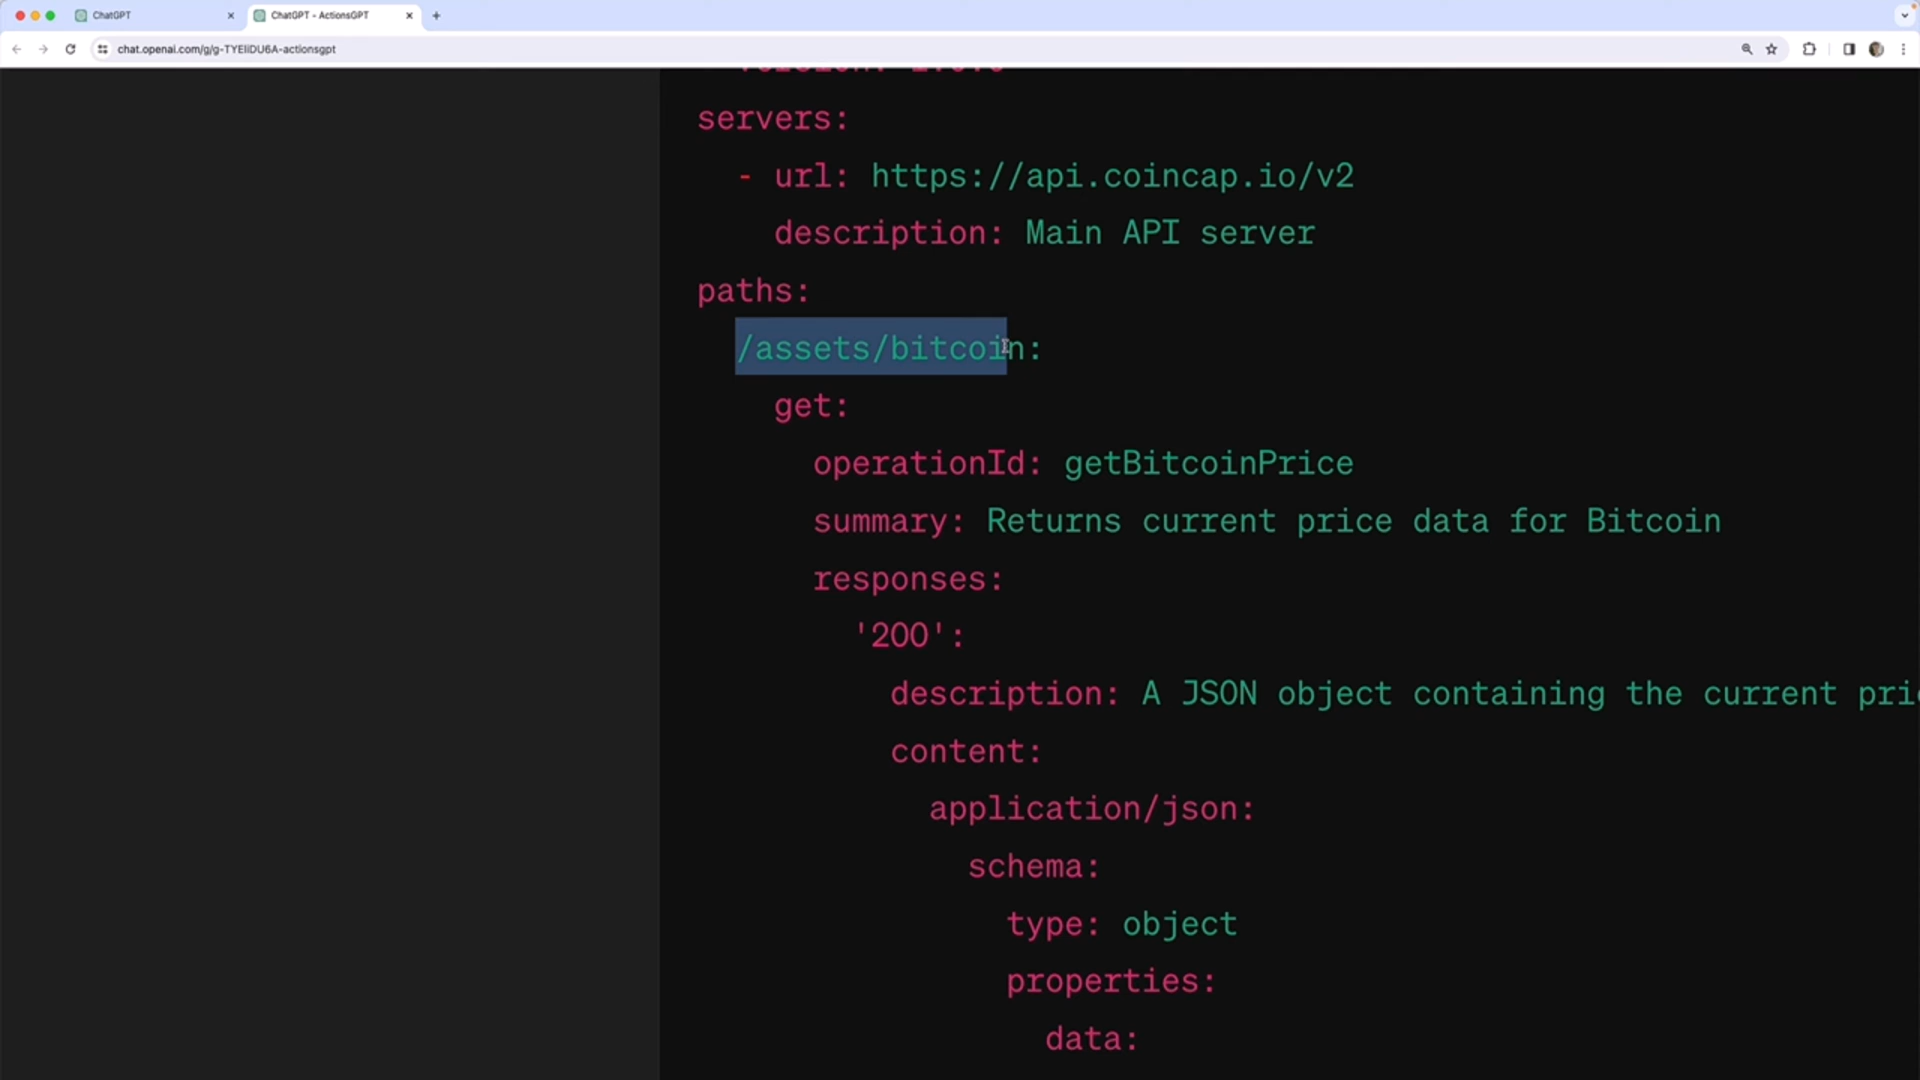 ChatGPT
ChatGPT - ActionsGPT
chat.openai.com/g/g-TYEliDU6A-actionsgpt
servers:
- url: https://api.coincap.io/v2
description: Main API server
paths:
/assets/bitcoin:
get:
operationId: getBitcoinPrice
summary: Returns current price data for Bitcoin
responses:
'200':
description: A JSON object containing the current pric
content:
application/json:
schema:
type: object
properties:
data: